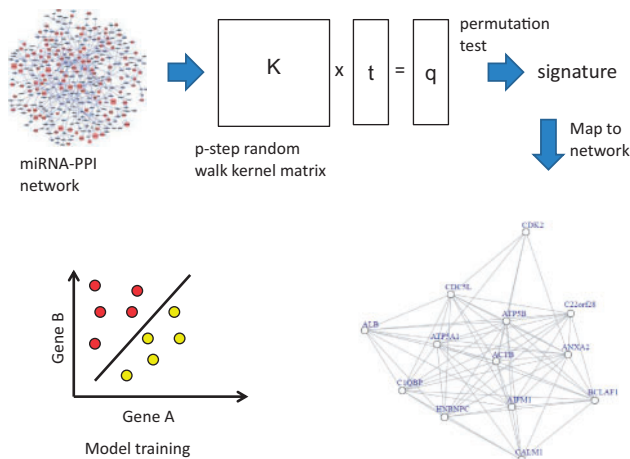 miRNA-PPI
network
K
x
t
=
q
p-step random
walk kernel matrix
permutation
test
signature
Map to
network
Gene B
Gene A
Model training
CDK2
CDC5L
C22orf28
ATP5B
ALB
ATP5A1
ANXA2
ACTB
C1QBP
BCLAF1
AIFM1
HNRNPC
CALM1